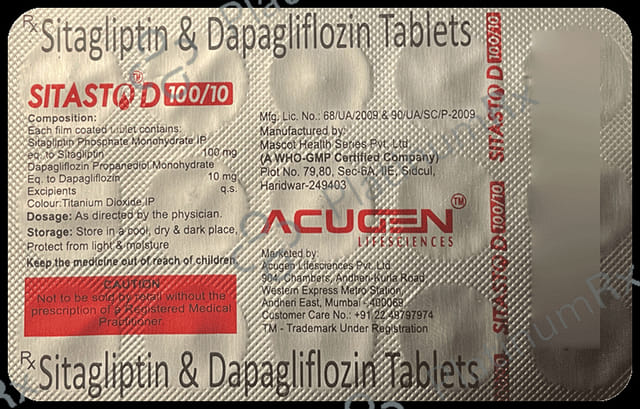 Rx Sitagliptin & Dapagliflozin Tablets
SITASTO D 100/10
TM
Composition:
Each film coated tablet contains:
Sitagliptin Phosphate Monohydrate IP
eq. to Sitagliptin 100 mg
Dapagliflozin Propanediol Monohydrate
Eq. to Dapagliflozin 10 mg
Excipients q.s.
Colour:Titanium Dioxide IP
Dosage: As directed by the physician.
Storage: Store in a cool, dry & dark place,
Protect from light & moisture
Keep the medicine out of reach of children.
CAUTION
Not to be sold by retail without the
prescription of a Registered Medical
Practitioner.
Mfg. Lic. No.: 68/UA/2009 & 90/UA/SC/P-2009
Manufactured by:
Mascot Health Series Pvt. Ltd.
(A WHO-GMP Certified Company)
Plot No. 79,80, Sec-6A, IIE, Sidcul,
Haridwar-249403
ACUGEN TM
LIFESCIENCES
Marketed by:
Acugen Lifesciences Pvt. Ltd.
904, Chambers, Andheri-Kurla Road
Western Express Metro Station
Andheri East, Mumbai - 400069
Customer Care No.: +91 22 49797974
TM - Trademark Under Registration
SITASTO D 100/10
SITASTO D 100/10
Rx Sitagliptin & Dapagliflozin Tablets